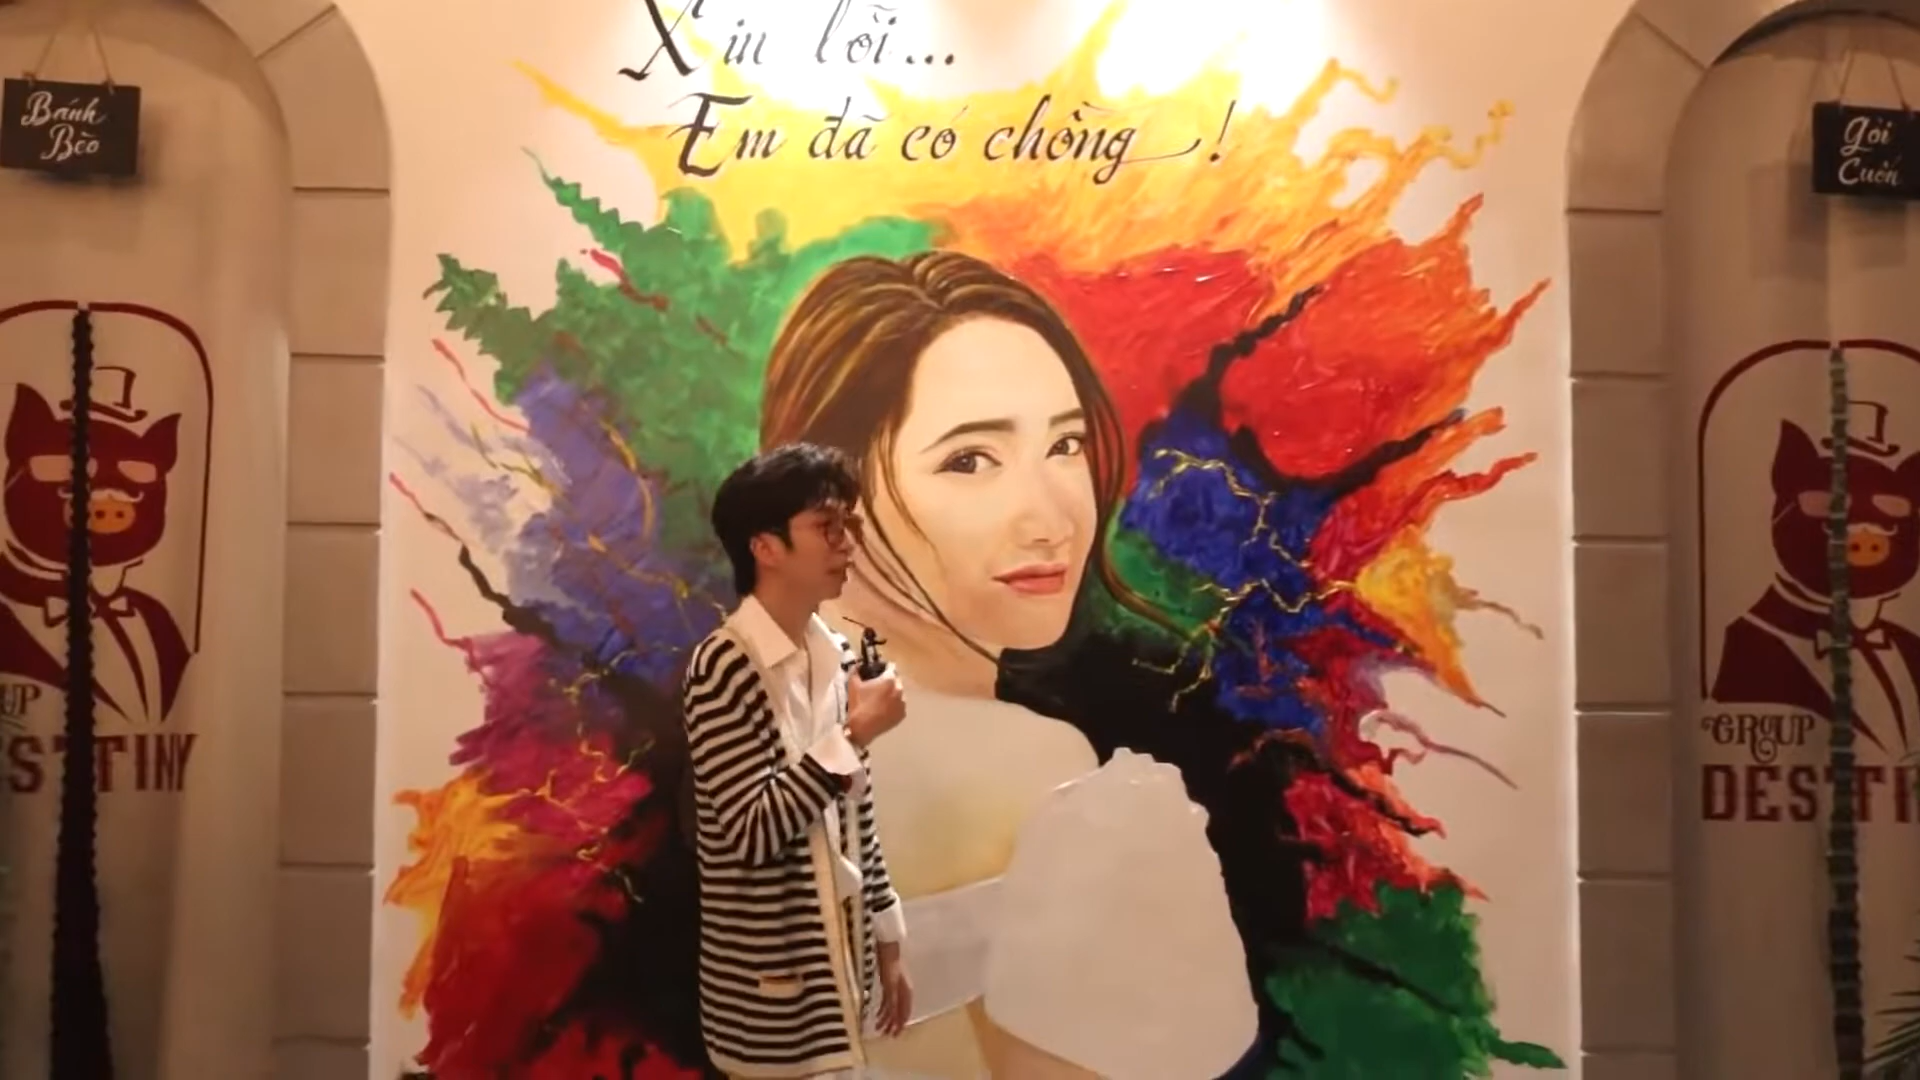 Xin lỗi...
Em đã có chồng!
Bánh
Bèo
gỏi
Cuốn
GROUP
DESTINY